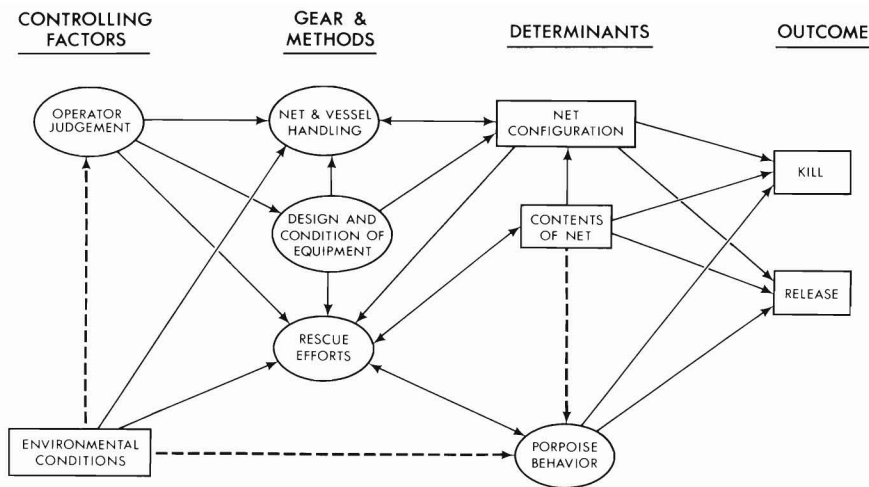 CONTROLLING
FACTORS
GEAR &
METHODS
DETERMINANTS
OUTCOME
OPERATOR
JUDGEMENT
NET & VESSEL
HANDLING
NET
CONFIGURATION
KILL
DESIGN AND
CONDITION OF
EQUIPMENT
CONTENTS
OF NET
RELEASE
RESCUE
EFFORTS
ENVIRONMENTAL
CONDITIONS
PORPOISE
BEHAVIOR